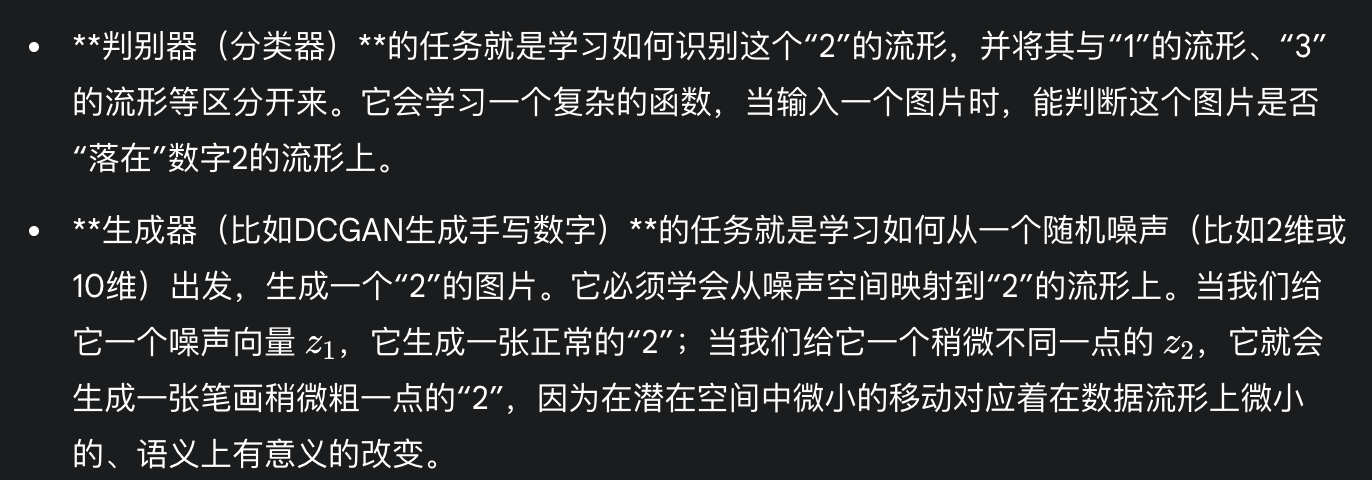 • **判别器（分类器）**的任务就是学习如何识别这个“2”的流形，并将其与“1”的流形、“3”
的流形等区分开来。它会学习一个复杂的函数，当输入一个图片时，能判断这个图片是否
“落在”数字2的流形上。
• **生成器（比如DCGAN生成手写数字）**的任务就是学习如何从一个随机噪声（比如2维或
10维）出发，生成一个“2”的图片。它必须学会从噪声空间映射到“2”的流形上。当我们给
它一个噪声向量 z₁，它生成一张正常的“2”；当我们给它一个稍微不同一点的 z₂，它就会
生成一张笔画稍微粗一点的“2”，因为在潜在空间中微小的移动对应着在数据流形上微小
的、语义上有意义的改变。